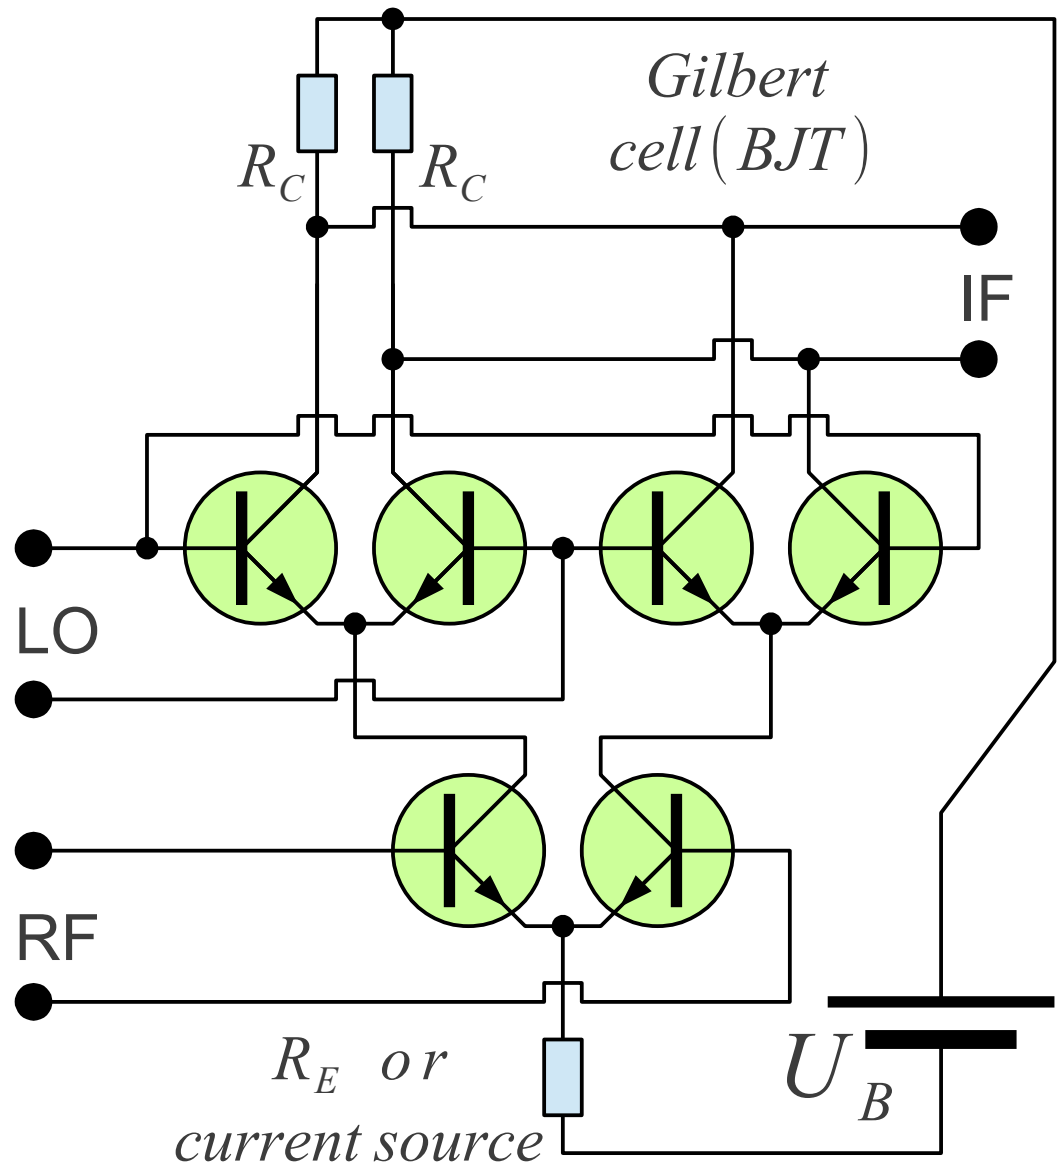 Gilbert
cell (BJT)
R_C
R_C
IF
LO
RF
R_E or
current source
U_B